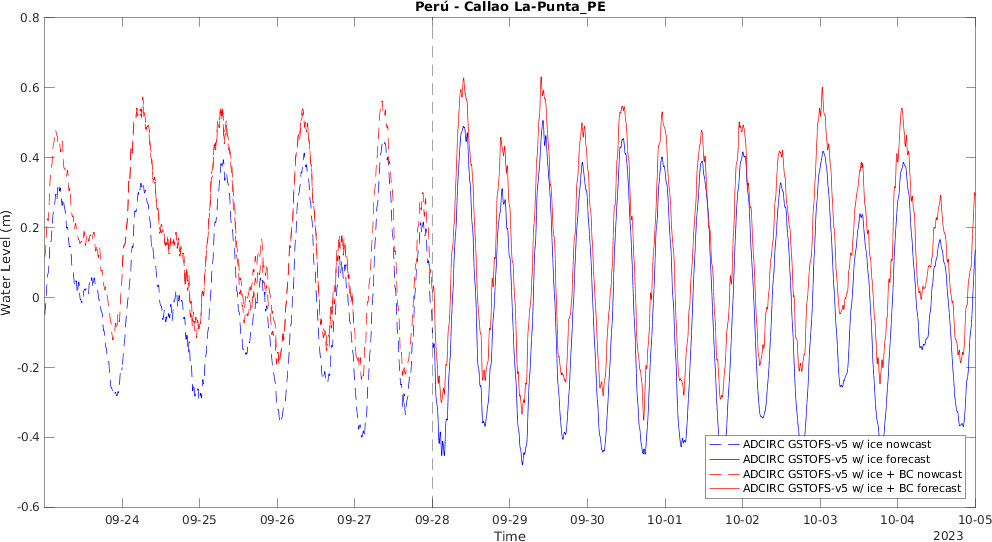 Perú - Callao La-Punta_PE
0.8
0.6
0.4
0.2
0
-0.2
-0.4
-0.6
Water Level (m)
ADCIRC GSTOFS-v5 w/ ice nowcast
ADCIRC GSTOFS-v5 w/ ice forecast
ADCIRC GSTOFS-v5 w/ ice + BC nowcast
ADCIRC GSTOFS-v5 w/ ice + BC forecast
09-24 09-25 09-26 09-27 09-28 09-29 09-30 10-01 10-02 10-03 10-04 10-05
Time
2023